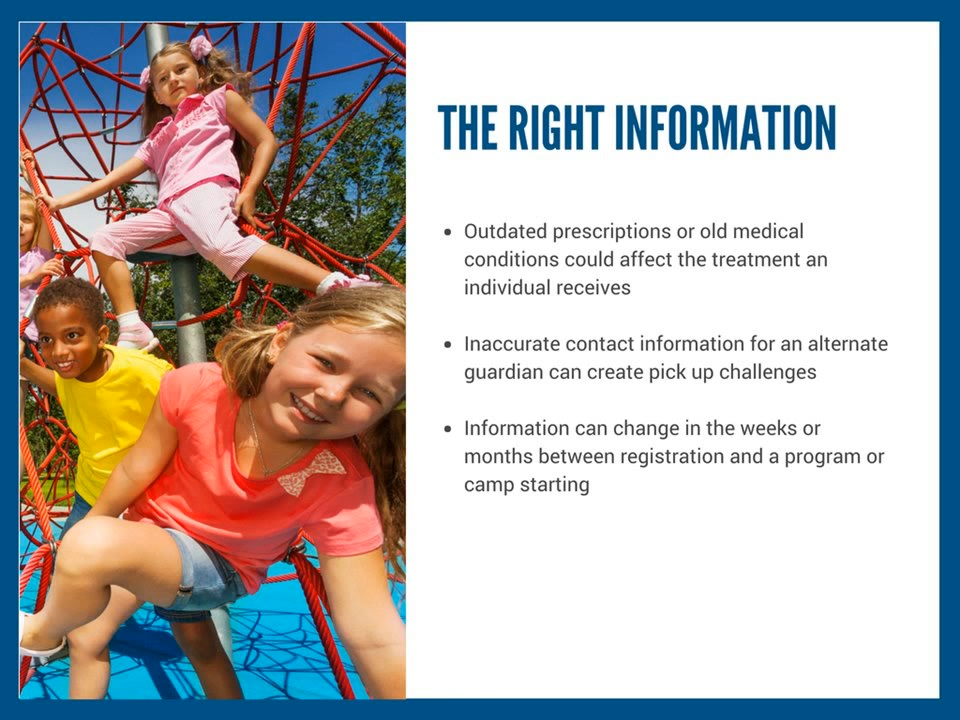 THE RIGHT INFORMATION
• Outdated prescriptions or old medical
conditions could affect the treatment an
individual receives
• Inaccurate contact information for an alternate
guardian can create pick up challenges
• Information can change in the weeks or
months between registration and a program or
camp starting